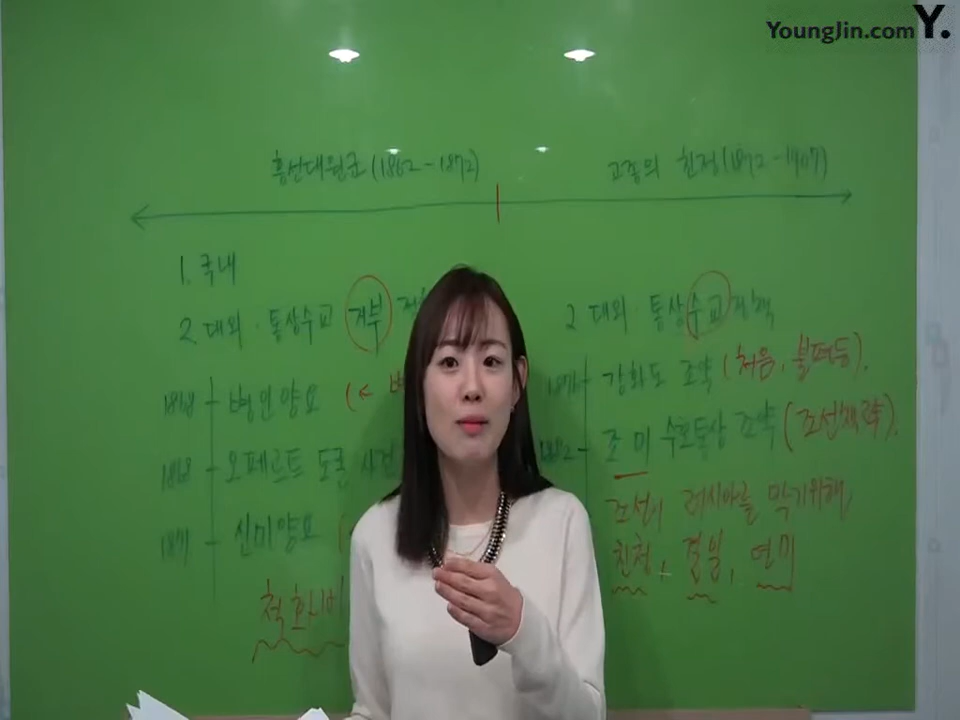 YoungJin.com Y.
흥선대원군 (1862-1872)
고종의 친정 (1872-1907)
1. 국내
2. 대외 · 통상수교 거부
2 대외 · 통상수교 정책
병인양요
1868 오페르트 도굴 사건
1871 신미양요
척화비
1876 강화도 조약 (처음, 불평등).
1882 조미 수호통상 조약 (조선책략).
조선이 러시아를 막기위해,
친청, 결일, 연미